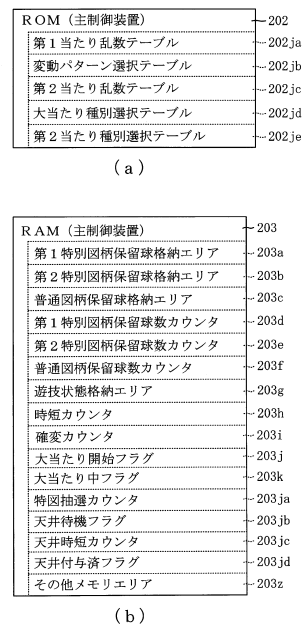 ROM(主制御装置) 202
第1当たり乱数テーブル 202ja
変動パターン選択テーブル 202jb
第2当たり乱数テーブル 202jc
大当たり種別選択テーブル 202jd
第2当たり種別選択テーブル 202je
(a)
RAM(主制御装置) 203
第1特別図柄保留球格納エリア 203a
第2特別図柄保留球格納エリア 203b
普通図柄保留球格納エリア 203c
第1特別図柄保留球数カウンタ 203d
第2特別図柄保留球数カウンタ 203e
普通図柄保留球数カウンタ 203f
遊技状態格納エリア 203g
時短カウンタ 203h
確変カウンタ 203i
大当たり開始フラグ 203j
大当たり中フラグ 203k
特図抽選カウンタ 203ja
天井待機フラグ 203jb
天井時短カウンタ 203jc
天井付与済フラグ 203jd
その他メモリエリア 203z
(b)